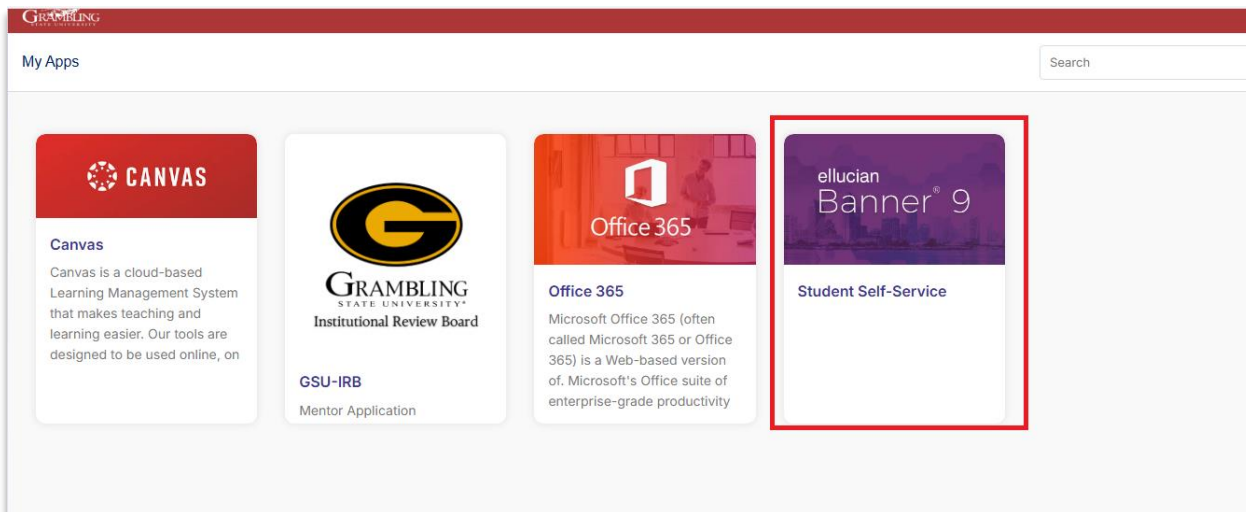 GRAMBLING
STATE UNIVERSITY
My Apps
Search
CANVAS
Canvas
Canvas is a cloud-based
Learning Management System
that makes teaching and
learning easier. Our tools are
designed to be used online, on
G
GRAMBLING
STATE UNIVERSITY®
Institutional Review Board
GSU-IRB
Mentor Application
Office 365
Office 365
Microsoft Office 365 (often
called Microsoft 365 or Office
365) is a Web-based version
of. Microsoft's Office suite of
enterprise-grade productivity
ellucian
Banner® 9
Student Self-Service